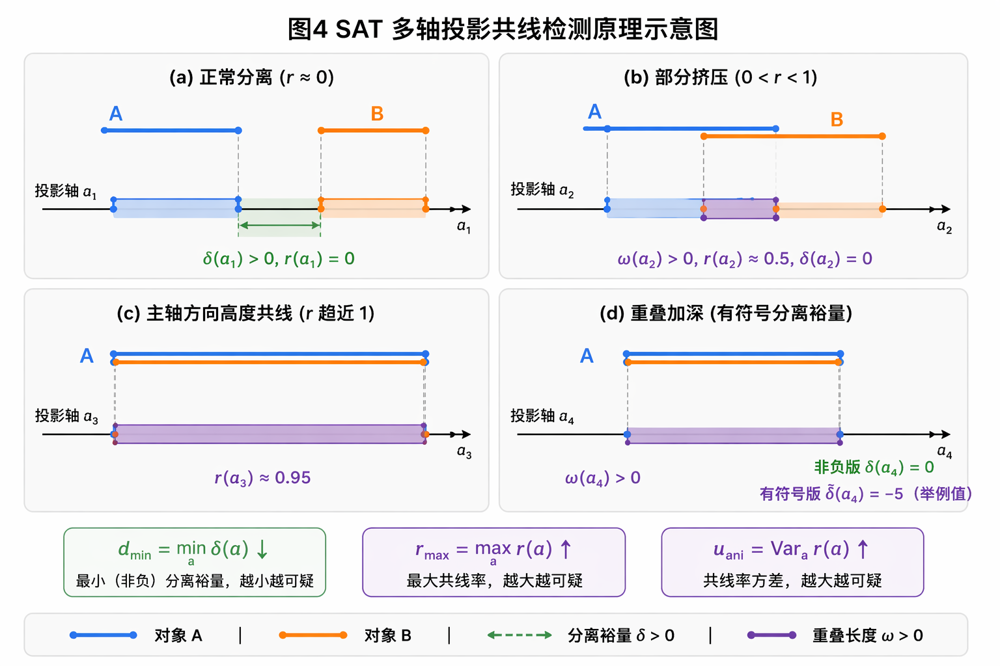 图4 SAT 多轴投影共线检测原理示意图
(a) 正常分离 (r ≈ 0)
A
B
投影轴 a₁
a₁
δ(a₁) > 0, r(a₁) = 0
(b) 部分挤压 (0 < r < 1)
A
B
投影轴 a₂
a₂
ω(a₂) > 0, r(a₂) ≈ 0.5, δ(a₂) = 0
(c) 主轴方向高度共线 (r 趋近 1)
A
投影轴 a₃
a₃
r(a₃) ≈ 0.95
(d) 重叠加深 (有符号分离裕量)
A
投影轴 a₄
a₄
非负版 δ(a₄) = 0
ω(a₄) > 0
有符号版 δ̃(a₄) = −5（举例值）
d_min = min_a δ(a) ↓
最小（非负）分离裕量，越小越可疑
r_max = max_a r(a) ↑
最大共线率，越大越可疑
u_ani = Var_a r(a) ↑
共线率方差，越大越可疑
对象 A | 对象 B | 分离裕量 δ > 0 | 重叠长度 ω > 0